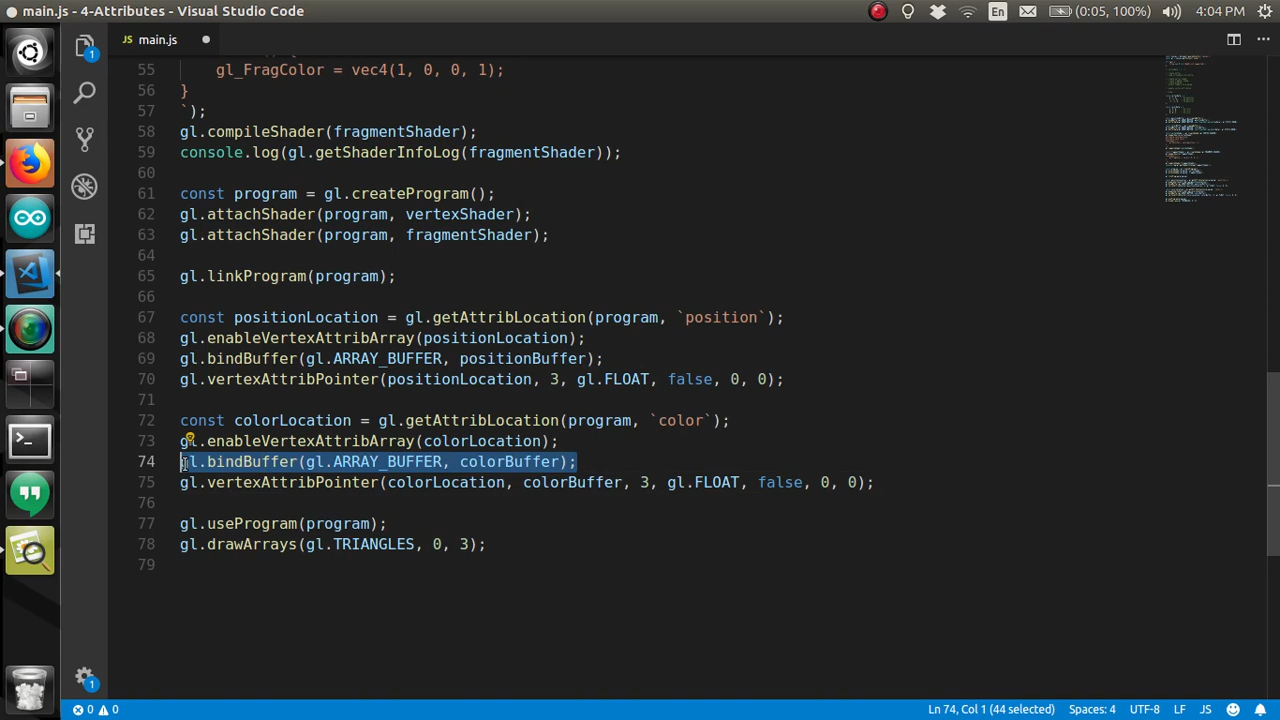 main.js - 4-Attributes - Visual Studio Code
En
(0:05, 100%)
4:04 PM
JS main.js
1
55 gl_FragColor = vec4(1, 0, 0, 1);
56 }
57 `);
58 gl.compileShader(fragmentShader);
59 console.log(gl.getShaderInfoLog(fragmentShader));
60
61 const program = gl.createProgram();
62 gl.attachShader(program, vertexShader);
63 gl.attachShader(program, fragmentShader);
64
65 gl.linkProgram(program);
66
67 const positionLocation = gl.getAttribLocation(program, `position`);
68 gl.enableVertexAttribArray(positionLocation);
69 gl.bindBuffer(gl.ARRAY_BUFFER, positionBuffer);
70 gl.vertexAttribPointer(positionLocation, 3, gl.FLOAT, false, 0, 0);
71
72 const colorLocation = gl.getAttribLocation(program, `color`);
73 gl.enableVertexAttribArray(colorLocation);
74 gl.bindBuffer(gl.ARRAY_BUFFER, colorBuffer);
75 gl.vertexAttribPointer(colorLocation, colorBuffer, 3, gl.FLOAT, false, 0, 0);
76
77 gl.useProgram(program);
78 gl.drawArrays(gl.TRIANGLES, 0, 3);
79
1
0 0
Ln 74, Col 1 (44 selected)
Spaces: 4
UTF-8
LF
JS